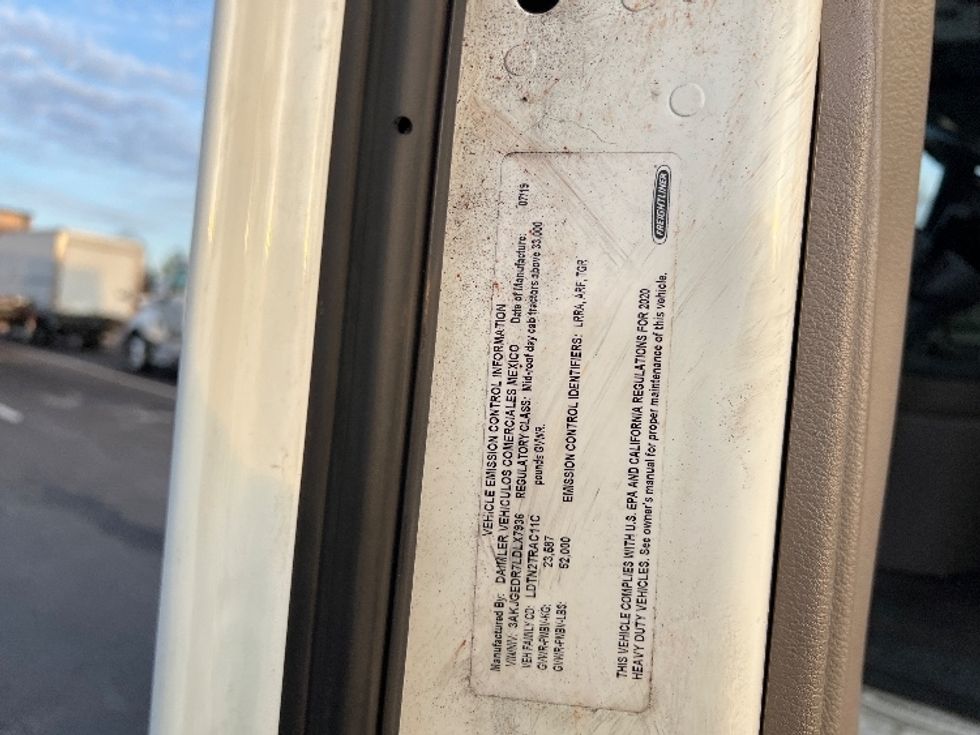 VEHICLE EMISSION CONTROL INFORMATION
Manufactured By: DAIMLER VEHICULOS COMERCIALES MEXICO Date of Manufacture: 07/19
VIN/NIV: 3AKJGEDR7LDLX7936 REGULATORY CLASS: Mid-roof day cab tractors above 33,000
VEH FAMILY CD: LDTN2TRAC11C pounds GVWR.
GVWR-PNBV-KG: 23,587
GVWR-PNBV-LBS: 52,000 EMISSION CONTROL IDENTIFIERS: LRRA, ARF, TGR
THIS VEHICLE COMPLIES WITH U.S. EPA AND CALIFORNIA REGULATIONS FOR 2020
HEAVY DUTY VEHICLES. See owner's manual for proper maintenance of this vehicle.
FREIGHTLINER